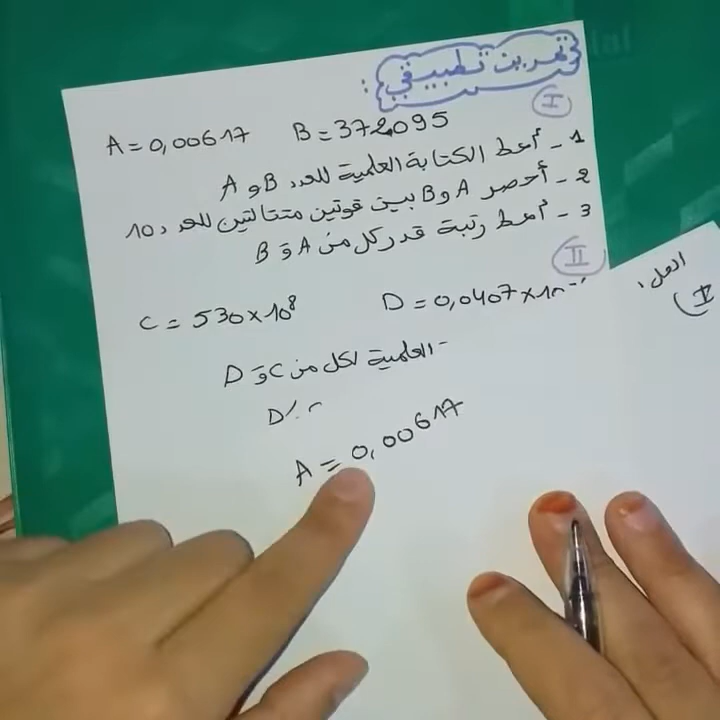 تمرين تطبيقي :
I
A = 0,00617 B = 372095
1 - أعط الكتابة العلمية للعدد A و B
2 - أحصر A و B بين قوتين متتاليتين للعدد 10
3 - أعط رتبة قدر كل من A و B
II
C = 530 × 10⁸ D = 0,0407 × 10⁻
العلمية لكل من C و D
D
A = 0,00617
الحل :
I